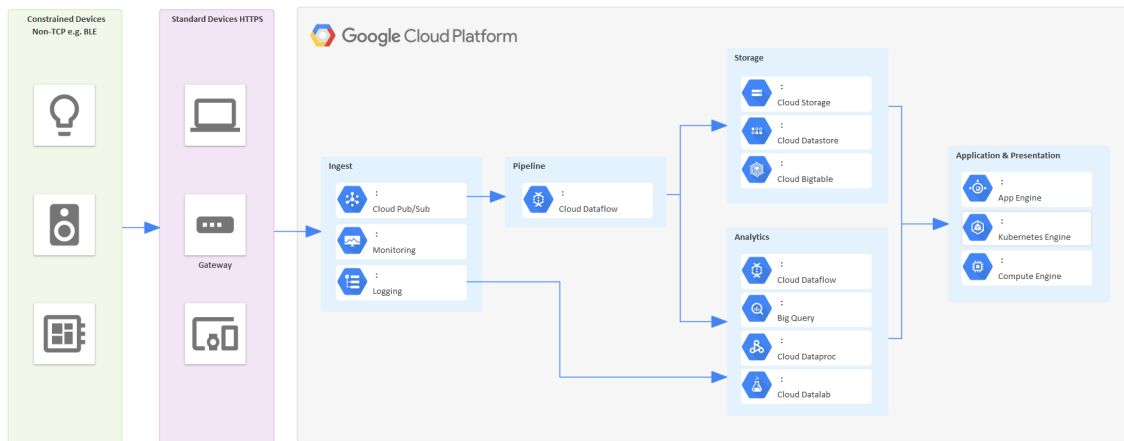 Constrained Devices
Non-TCP e.g. BLE
Standard Devices HTTPS
Gateway
Google Cloud Platform
Ingest
:
Cloud Pub/Sub
:
Monitoring
:
Logging
Pipeline
:
Cloud Dataflow
Storage
:
Cloud Storage
:
Cloud Datastore
:
Cloud Bigtable
Analytics
:
Cloud Dataflow
:
Big Query
:
Cloud Dataproc
:
Cloud Datalab
Application & Presentation
:
App Engine
:
Kubernetes Engine
:
Compute Engine